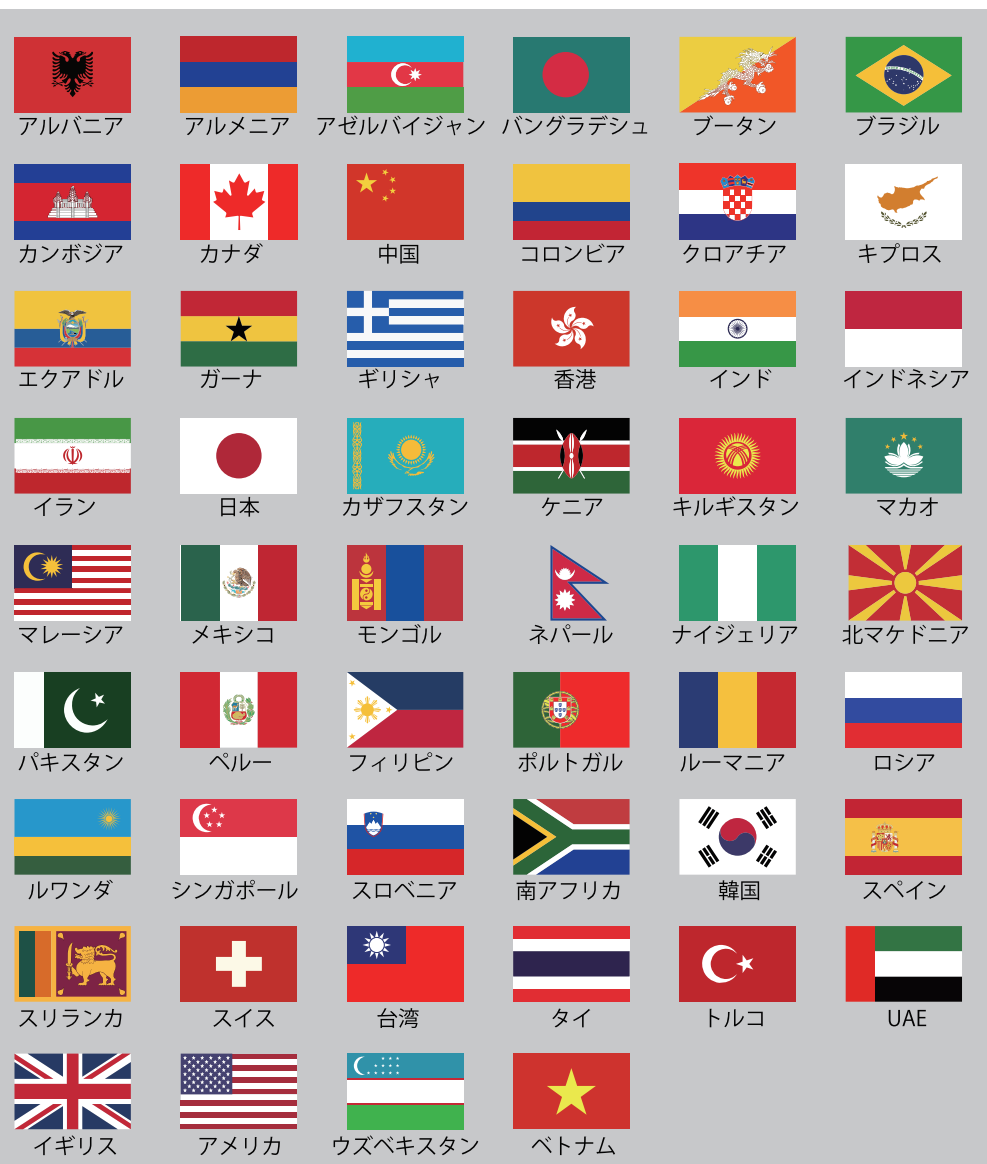 アルバニア
アルメニア
アゼルバイジャン
バングラデシュ
ブータン
ブラジル
カンボジア
カナダ
中国
コロンビア
クロアチア
キプロス
エクアドル
ガーナ
ギリシャ
香港
インド
インドネシア
イラン
日本
カザフスタン
ケニア
キルギスタン
マカオ
マレーシア
メキシコ
モンゴル
ネパール
ナイジェリア
北マケドニア
パキスタン
ペルー
フィリピン
ポルトガル
ルーマニア
ロシア
ルワンダ
シンガポール
スロベニア
南アフリカ
韓国
スペイン
スリランカ
スイス
台湾
タイ
トルコ
UAE
イギリス
アメリカ
ウズベキスタン
ベトナム